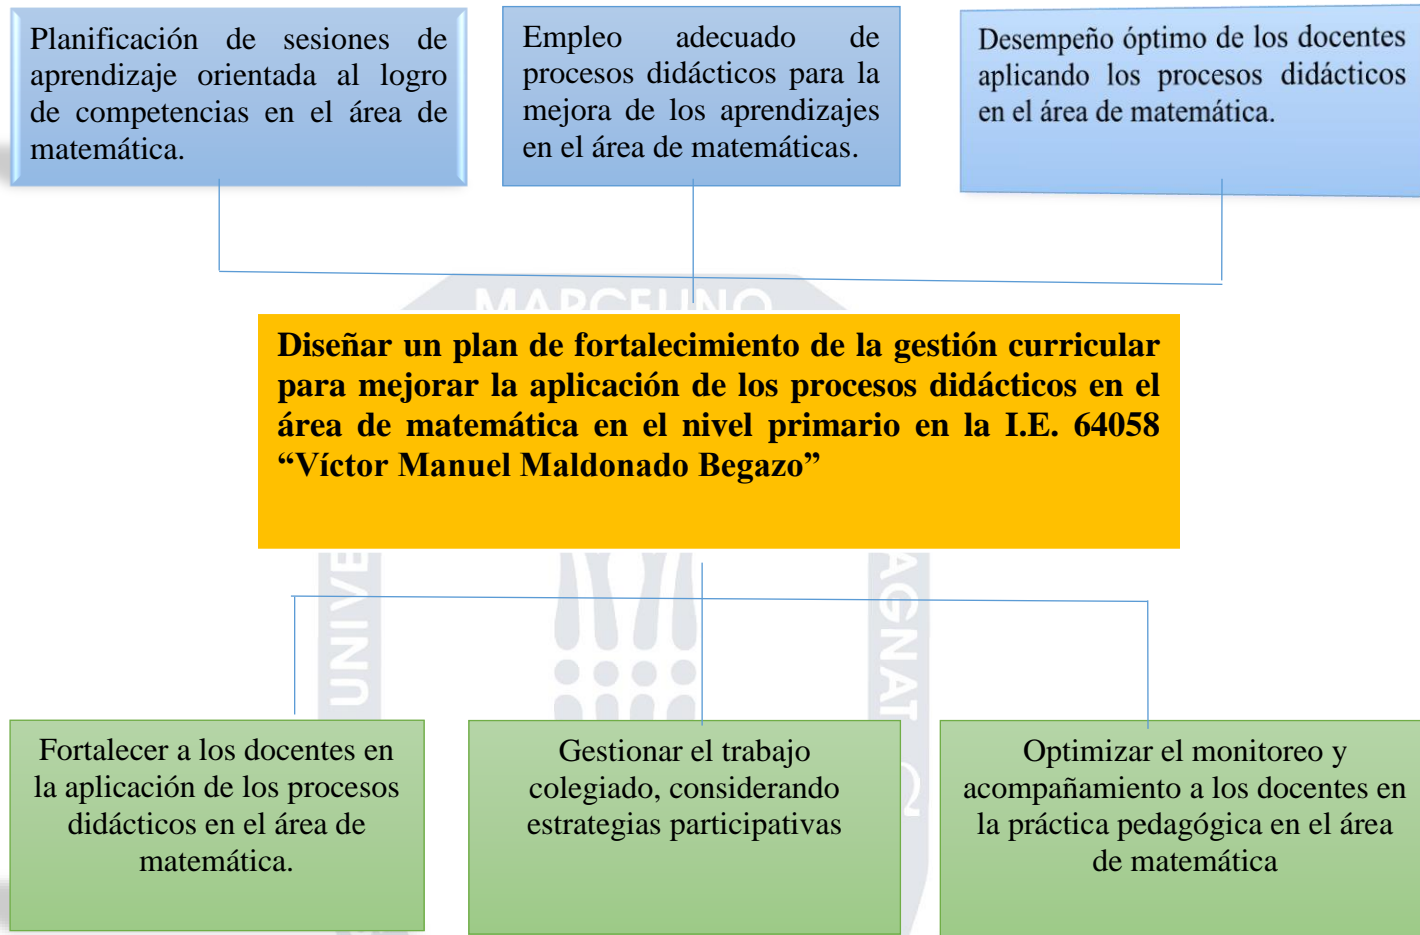 Planificación de sesiones de
aprendizaje orientada al logro
de competencias en el área de
matemática.
Empleo adecuado de
procesos didácticos para la
mejora de los aprendizajes
en el área de matemáticas.
Desempeño óptimo de los docentes
aplicando los procesos didácticos
en el área de matemática.
MARCELINO
Diseñar un plan de fortalecimiento de la gestión curricular
para mejorar la aplicación de los procesos didácticos en el
área de matemática en el nivel primario en la I.E. 64058
“Víctor Manuel Maldonado Begazo”
Fortalecer a los docentes en
la aplicación de los procesos
didácticos en el área de
matemática.
Gestionar el trabajo
colegiado, considerando
estrategias participativas
Optimizar el monitoreo y
acompañamiento a los docentes en
la práctica pedagógica en el área
de matemática